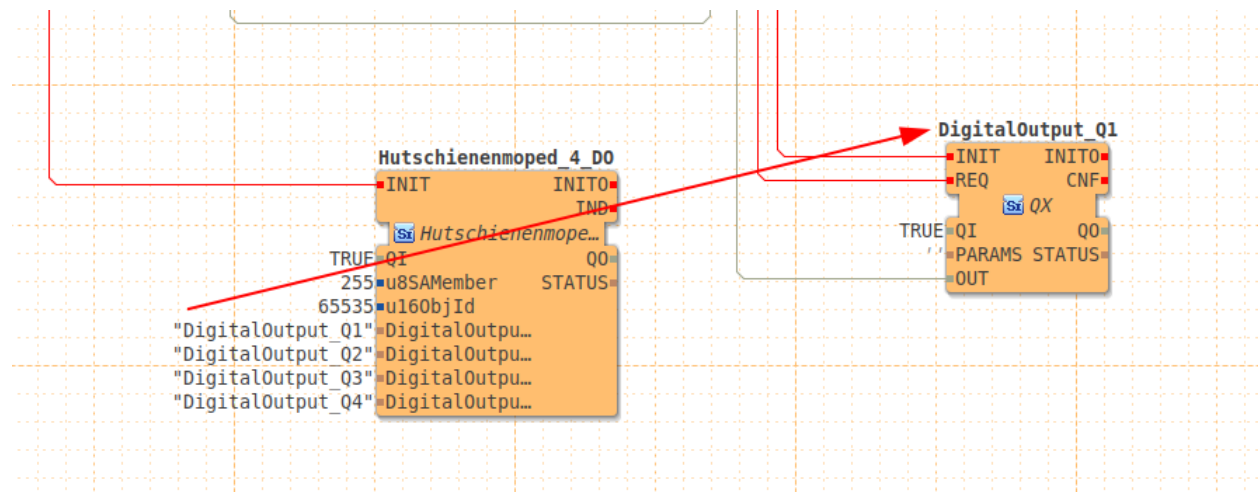 Hutschienenmoped_4_DO
INIT INITO
IND
Hutschienenmope…
TRUE QI QO
255 u8SAMember STATUS
65535 u16ObjId
"DigitalOutput_Q1" DigitalOutpu…
"DigitalOutput_Q2" DigitalOutpu…
"DigitalOutput_Q3" DigitalOutpu…
"DigitalOutput_Q4" DigitalOutpu…
DigitalOutput_Q1
INIT INITO
REQ CNF
SI QX
TRUE QI QO
'' PARAMS STATUS
OUT